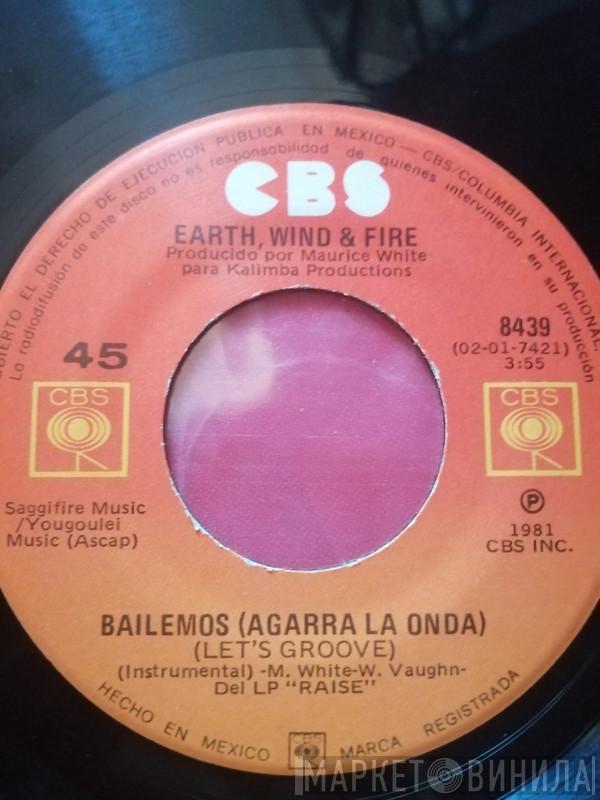 ABIERTO EL DERECHO DE EJECUCION PUBLICA EN MEXICO — CBS/COLUMBIA INTERNACIONAL.
La radiodifusión de este disco no es responsabilidad de quienes intervinieron en su producción
CBS
EARTH, WIND & FIRE
Producido por Maurice White
para Kalimba Productions
45
8439
(02-01-7421)
3:55
CBS
CBS
Saggifire Music
/Yougoulei
Music (Ascap)
℗
1981
CBS INC.
BAILEMOS (AGARRA LA ONDA)
(LET'S GROOVE)
(Instrumental) -M. White-W. Vaughn-
Del LP "RAISE"
HECHO EN MEXICO CBS MARCA REGISTRADA
МАРКЕТ ВИНИЛА